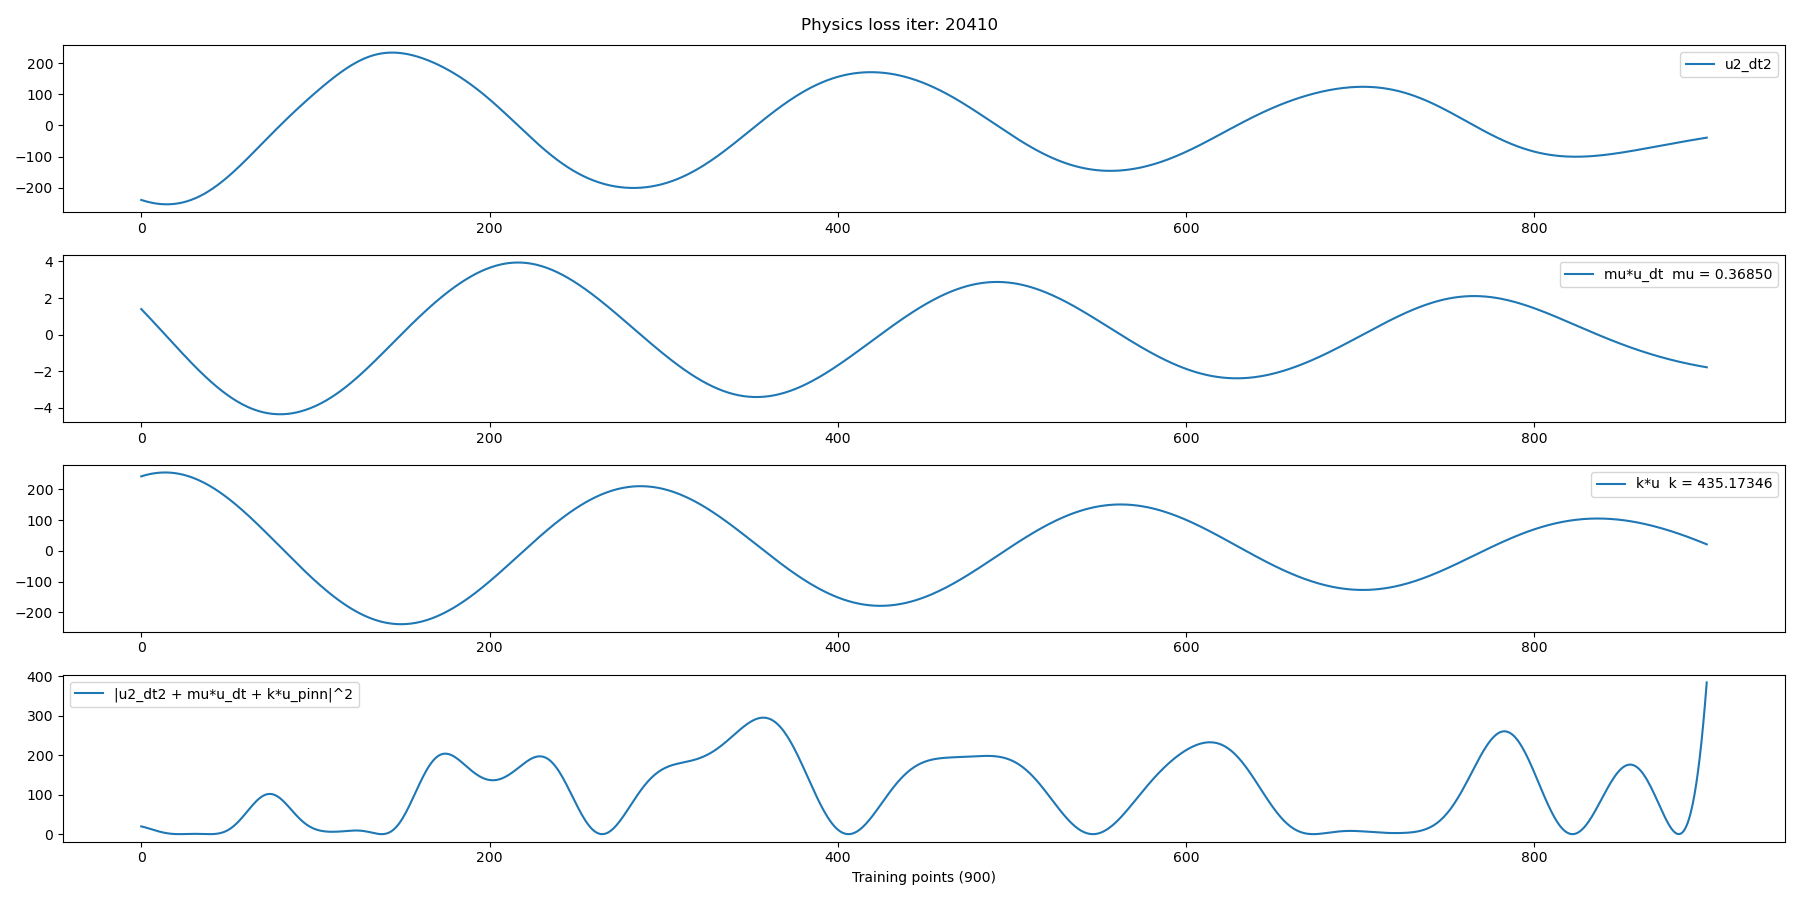 Physics loss iter: 20410
200
100
0
−100
−200
u2_dt2
0 200 400 600 800
4
2
0
−2
−4
mu*u_dt mu = 0.36850
0 200 400 600 800
200
100
0
−100
−200
k*u k = 435.17346
0 200 400 600 800
400
300
200
100
0
|u2_dt2 + mu*u_dt + k*u_pinn|^2
0 200 400 600 800
Training points (900)